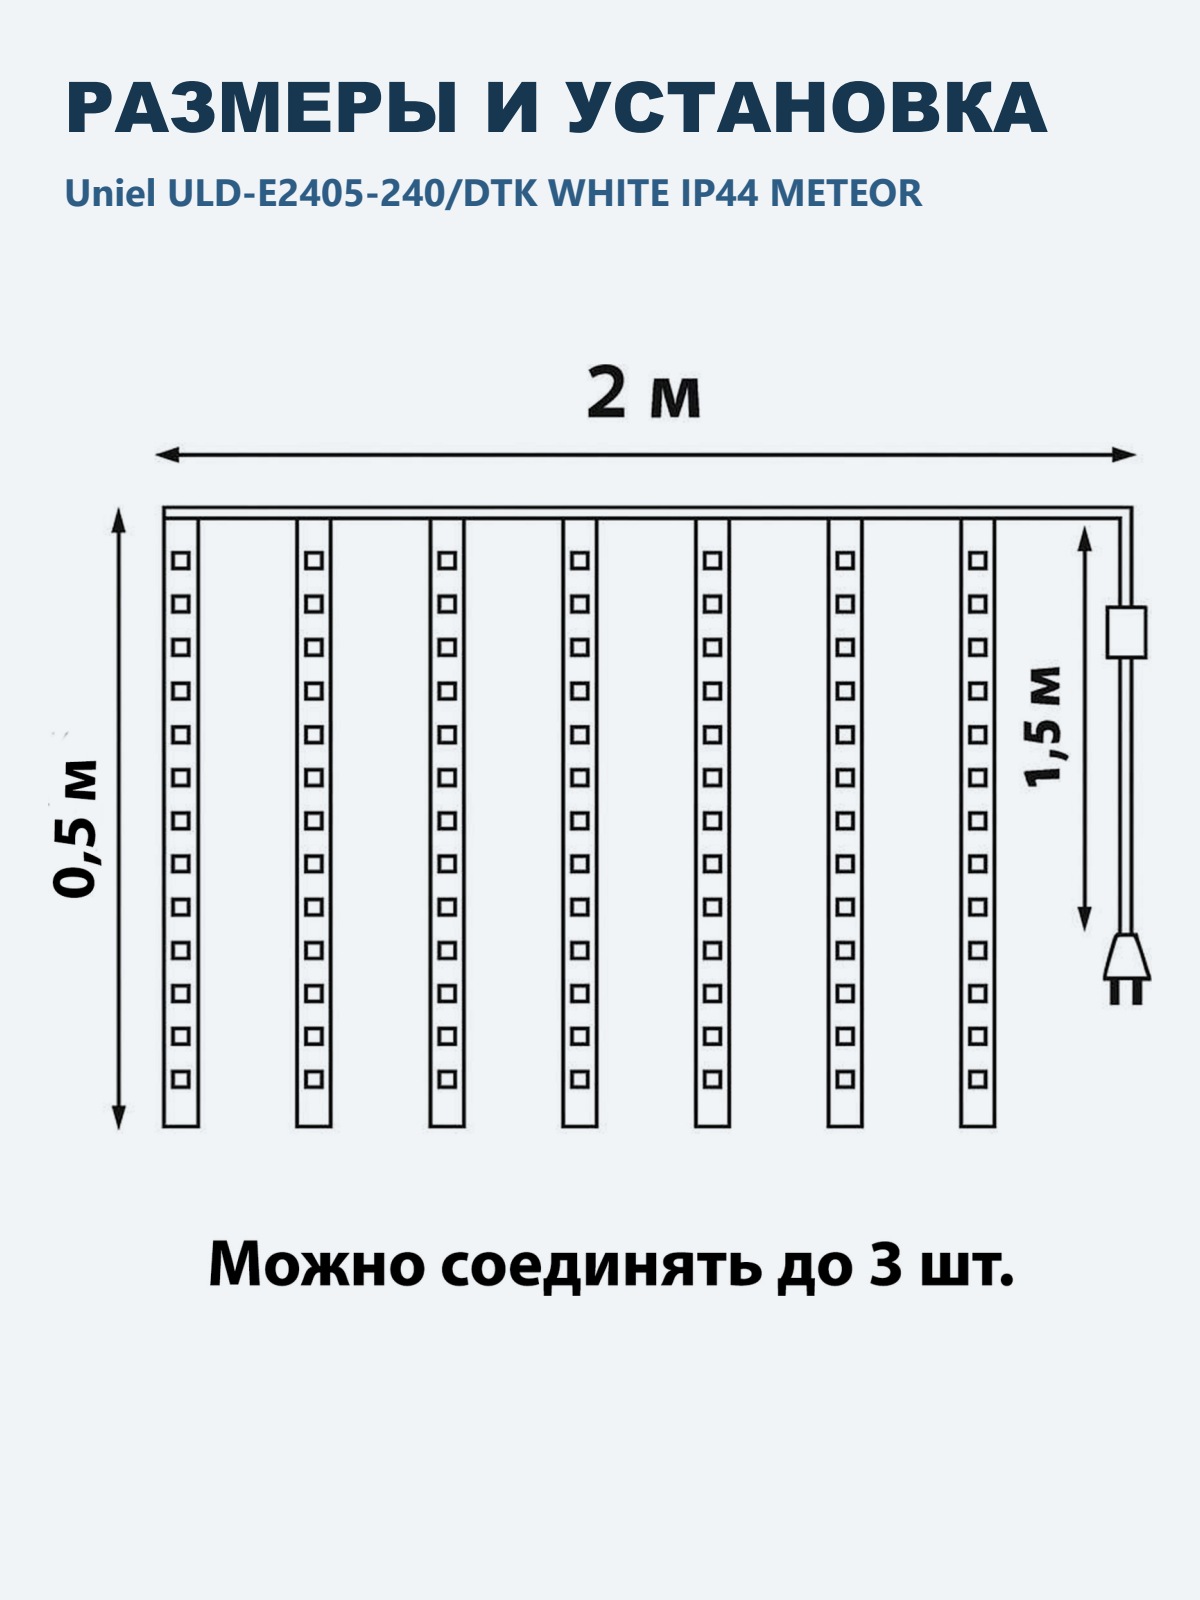 РАЗМЕРЫ И УСТАНОВКА
Uniel ULD-E2405-240/DTK WHITE IP44 METEOR
2 м
0,5 м
1,5 м
Можно соединять до 3 шт.